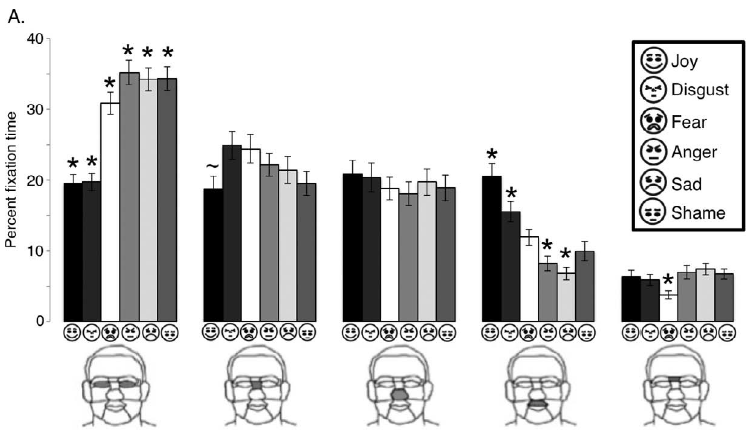 A.
Percent fixation time
40
30
20
10
0
* * * * * *
~
* * * *
*
Joy
Disgust
Fear
Anger
Sad
Shame